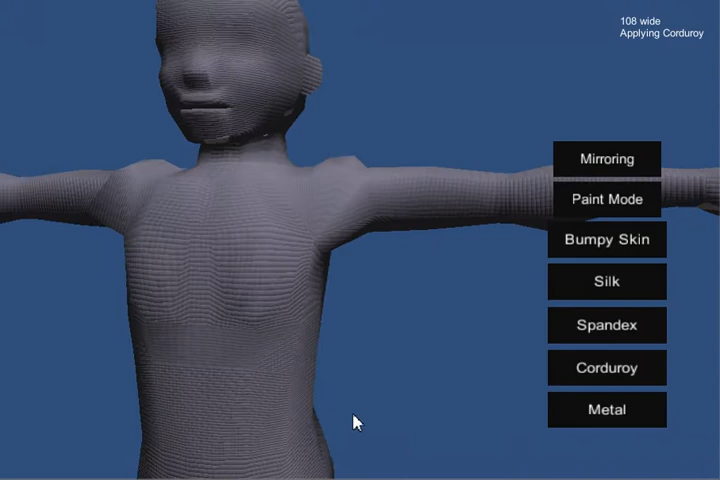 108 wide
Applying Corduroy
Mirroring
Paint Mode
Bumpy Skin
Silk
Spandex
Corduroy
Metal